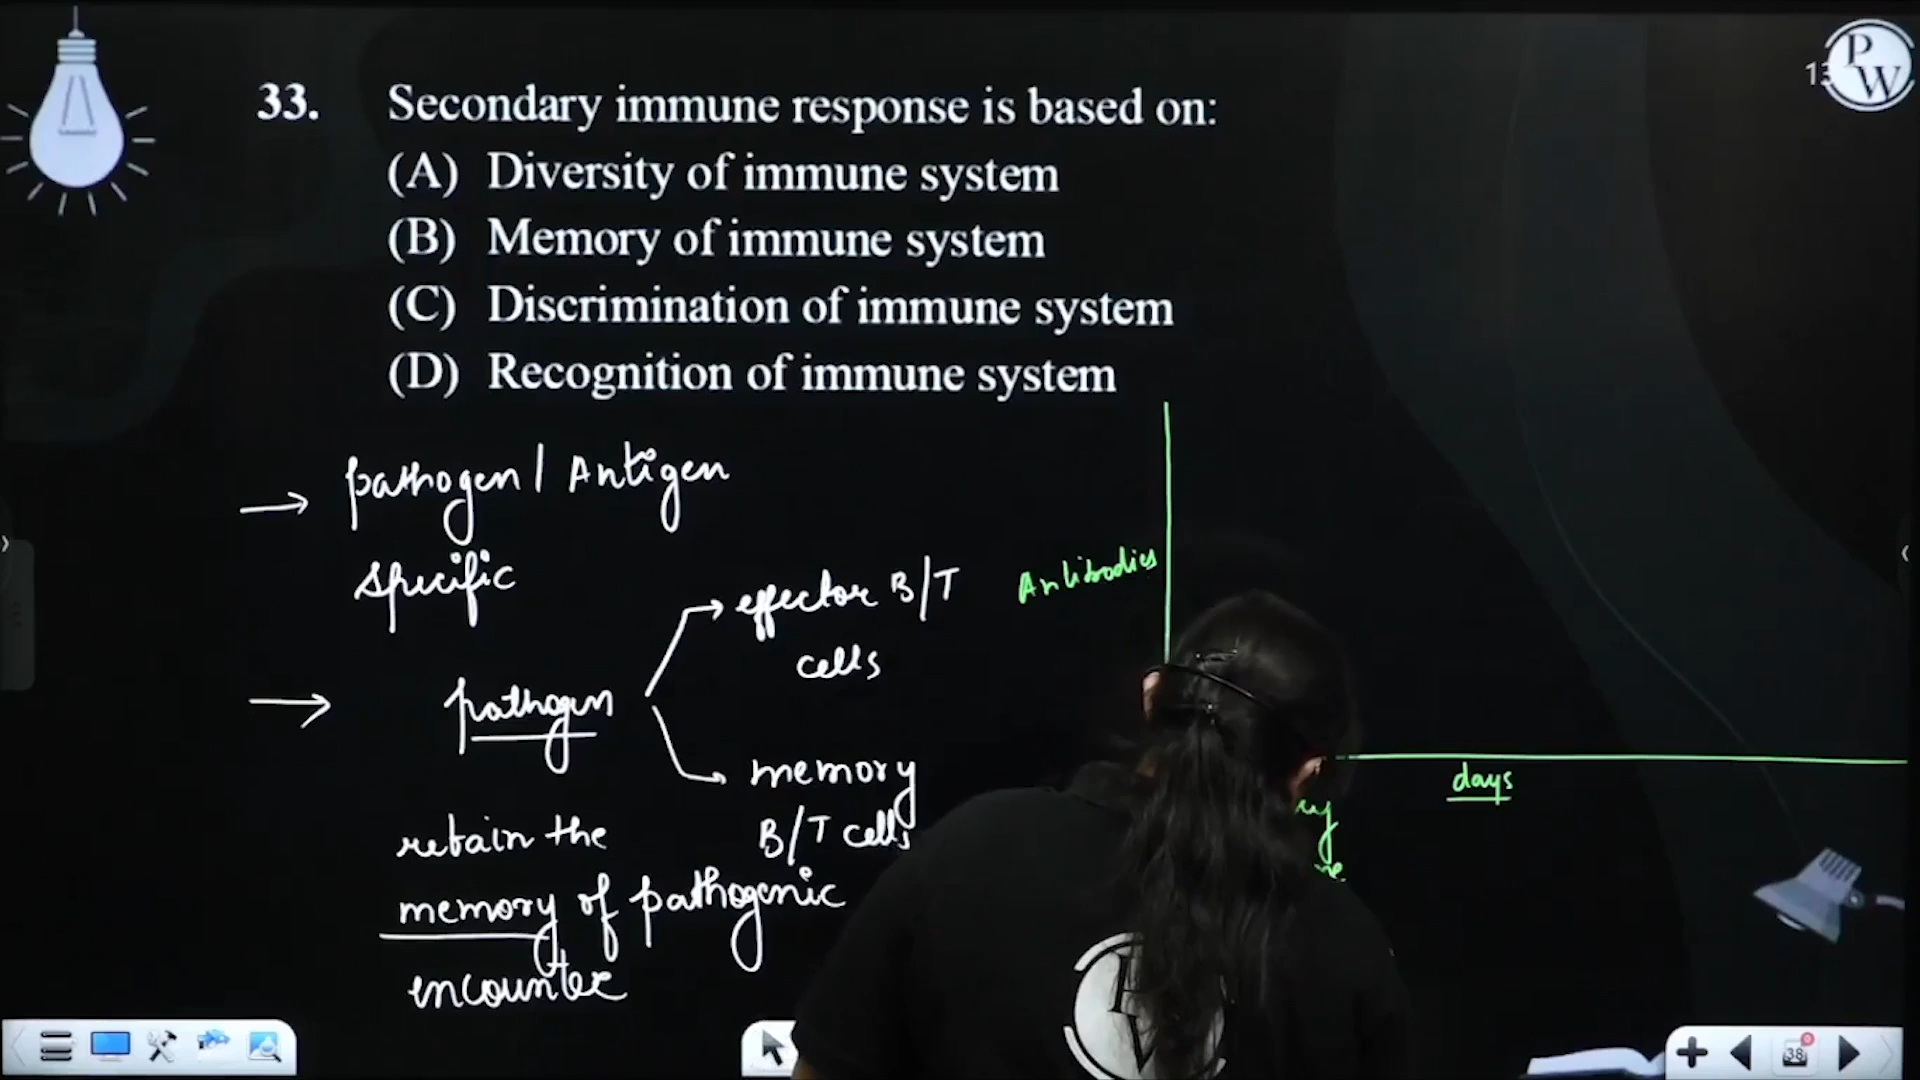 33. Secondary immune response is based on:
(A) Diversity of immune system
(B) Memory of immune system
(C) Discrimination of immune system
(D) Recognition of immune system
→ pathogen / Antigen
specific
→ pathogen
→ effector B/T
cells
→ memory
B/T cells
retain the
memory of pathogenic
encounter
Antibodies
days
P
W
38